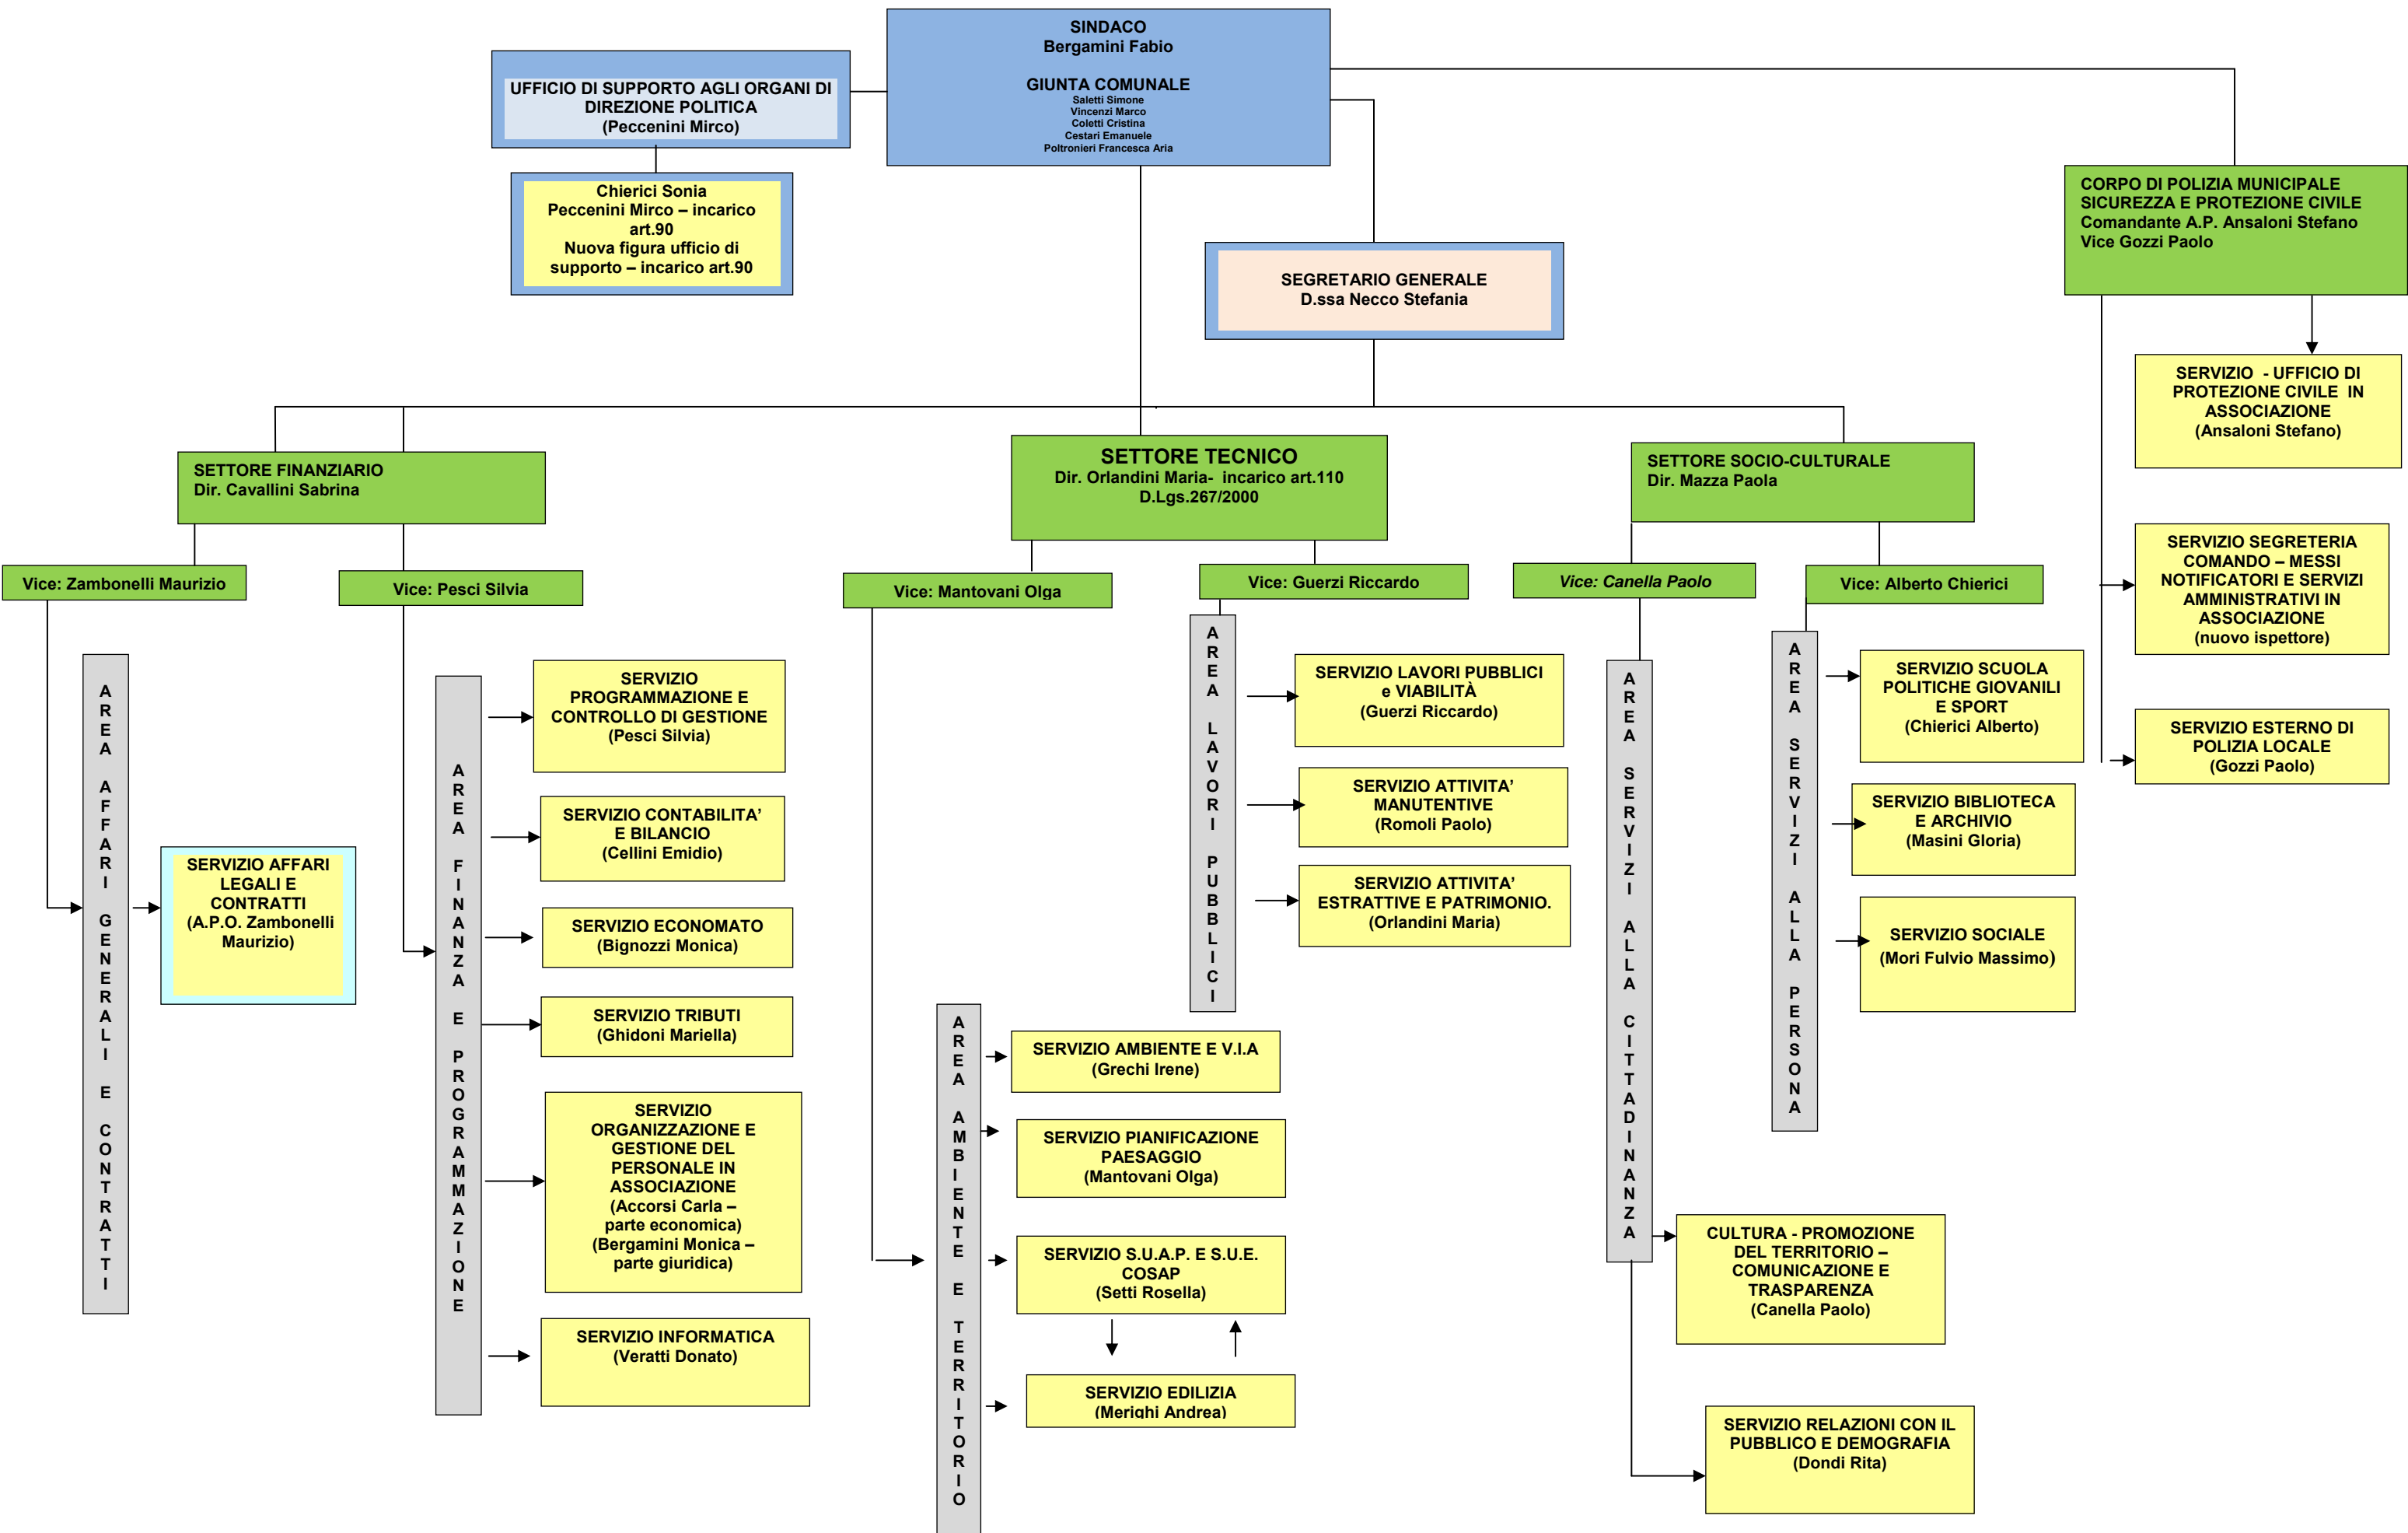 SINDACO
Bergamini Fabio
GIUNTA COMUNALE
Saletti Simone
Vincenzi Marco
Coletti Cristina
Cestari Emanuele
Poltronieri Francesca Aria
UFFICIO DI SUPPORTO AGLI ORGANI DI
DIREZIONE POLITICA
(Peccenini Mirco)
Chierici Sonia
Peccenini Mirco – incarico
art.90
Nuova figura ufficio di
supporto – incarico art.90
SEGRETARIO GENERALE
D.ssa Necco Stefania
CORPO DI POLIZIA MUNICIPALE
SICUREZZA E PROTEZIONE CIVILE
Comandante A.P. Ansaloni Stefano
Vice Gozzi Paolo
SERVIZIO - UFFICIO DI
PROTEZIONE CIVILE IN
ASSOCIAZIONE
(Ansaloni Stefano)
SERVIZIO SEGRETERIA
COMANDO – MESSI
NOTIFICATORI E SERVIZI
AMMINISTRATIVI IN
ASSOCIAZIONE
(nuovo ispettore)
SERVIZIO ESTERNO DI
POLIZIA LOCALE
(Gozzi Paolo)
SETTORE FINANZIARIO
Dir. Cavallini Sabrina
Vice: Zambonelli Maurizio
AREA AFFARI GENERALI E CONTRATTI
SERVIZIO AFFARI
LEGALI E
CONTRATTI
(A.P.O. Zambonelli
Maurizio)
Vice: Pesci Silvia
AREA FINANZA E PROGRAMMAZIONE
SERVIZIO
PROGRAMMAZIONE E
CONTROLLO DI GESTIONE
(Pesci Silvia)
SERVIZIO CONTABILITA’
E BILANCIO
(Cellini Emidio)
SERVIZIO ECONOMATO
(Bignozzi Monica)
SERVIZIO TRIBUTI
(Ghidoni Mariella)
SERVIZIO
ORGANIZZAZIONE E
GESTIONE DEL
PERSONALE IN
ASSOCIAZIONE
(Accorsi Carla –
parte economica)
(Bergamini Monica –
parte giuridica)
SERVIZIO INFORMATICA
(Veratti Donato)
SETTORE TECNICO
Dir. Orlandini Maria- incarico art.110
D.Lgs.267/2000
Vice: Mantovani Olga
AREA AMBIENTE E TERRITORIO
SERVIZIO AMBIENTE E V.I.A
(Grechi Irene)
SERVIZIO PIANIFICAZIONE
PAESAGGIO
(Mantovani Olga)
SERVIZIO S.U.A.P. E S.U.E.
COSAP
(Setti Rosella)
SERVIZIO EDILIZIA
(Merighi Andrea)
Vice: Guerzi Riccardo
AREA LAVORI PUBBLICI
SERVIZIO LAVORI PUBBLICI
e VIABILITÀ
(Guerzi Riccardo)
SERVIZIO ATTIVITA’
MANUTENTIVE
(Romoli Paolo)
SERVIZIO ATTIVITA’
ESTRATTIVE E PATRIMONIO.
(Orlandini Maria)
SETTORE SOCIO-CULTURALE
Dir. Mazza Paola
Vice: Canella Paolo
AREA SERVIZI ALLA CITTADINANZA
CULTURA - PROMOZIONE
DEL TERRITORIO –
COMUNICAZIONE E
TRASPARENZA
(Canella Paolo)
SERVIZIO RELAZIONI CON IL
PUBBLICO E DEMOGRAFIA
(Dondi Rita)
Vice: Alberto Chierici
AREA SERVIZI ALLA PERSONA
SERVIZIO SCUOLA
POLITICHE GIOVANILI
E SPORT
(Chierici Alberto)
SERVIZIO BIBLIOTECA
E ARCHIVIO
(Masini Gloria)
SERVIZIO SOCIALE
(Mori Fulvio Massimo)